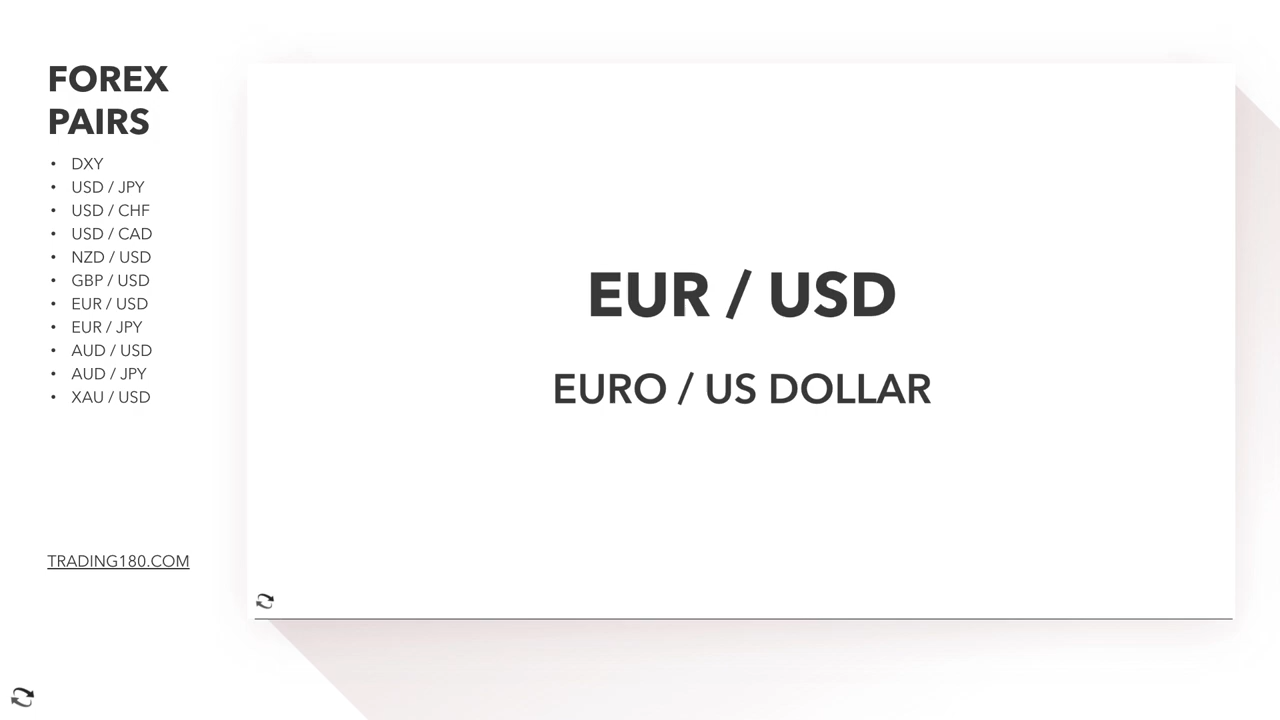 FOREX
PAIRS
• DXY
• USD / JPY
• USD / CHF
• USD / CAD
• NZD / USD
• GBP / USD
• EUR / USD
• EUR / JPY
• AUD / USD
• AUD / JPY
• XAU / USD
TRADING180.COM
EUR / USD
EURO / US DOLLAR